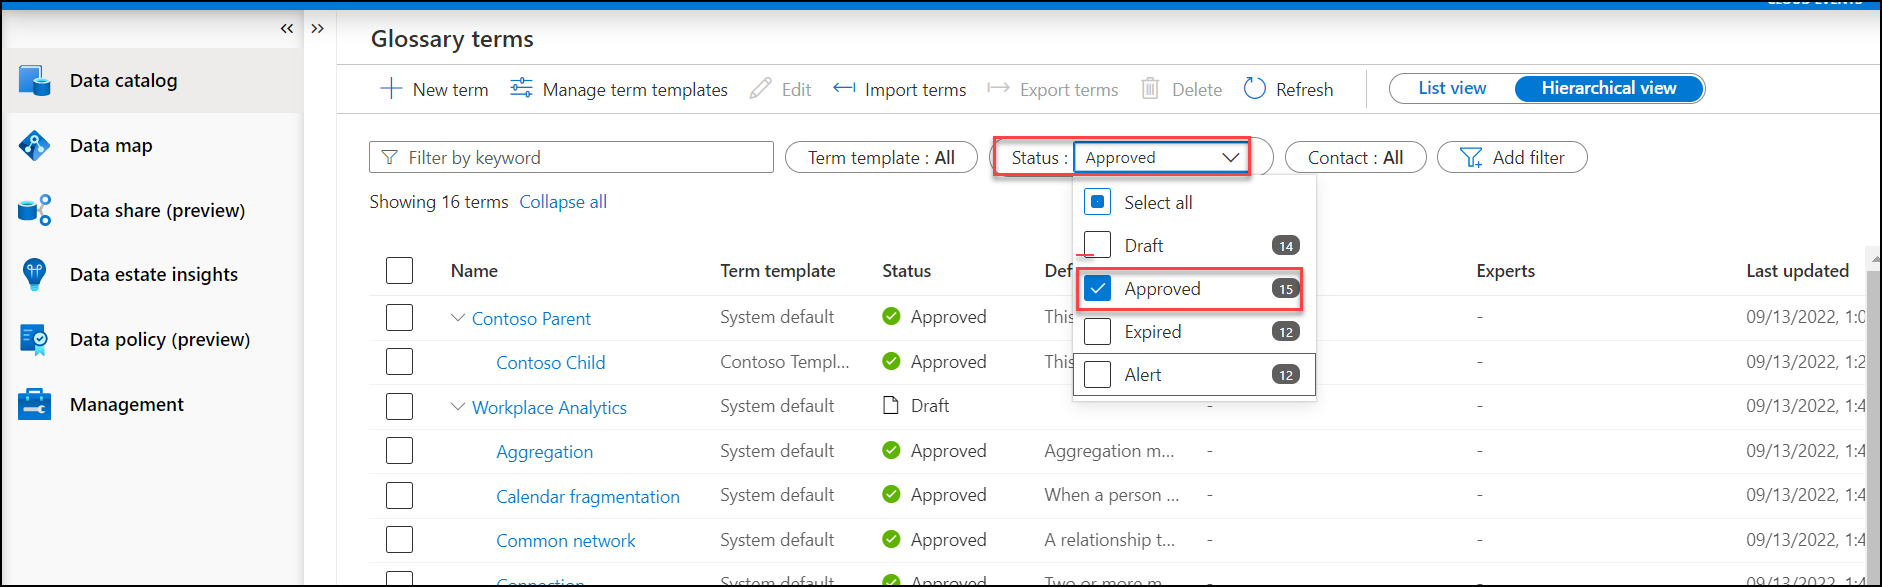 CLOUD EVENTS
Glossary terms
Data catalog
Data map
Data share (preview)
Data estate insights
Data policy (preview)
Management
New term
Manage term templates
Edit
Import terms
Export terms
Delete
Refresh
List view
Hierarchical view
Filter by keyword
Term template : All
Status : Approved
Contact : All
Add filter
Showing 16 terms Collapse all
Select all
Draft 14
Approved 15
Expired 12
Alert 12
Name Term template Status Def Experts Last updated
Contoso Parent System default Approved This - 09/13/2022, 1:0
Contoso Child Contoso Templ... Approved This - 09/13/2022, 1:2
Workplace Analytics System default Draft - - 09/13/2022, 1:4
Aggregation System default Approved Aggregation m... - - 09/13/2022, 1:4
Calendar fragmentation System default Approved When a person ... - - 09/13/2022, 1:4
Common network System default Approved A relationship t... - - 09/13/2022, 1:4
Connection System default Approved Two or more m